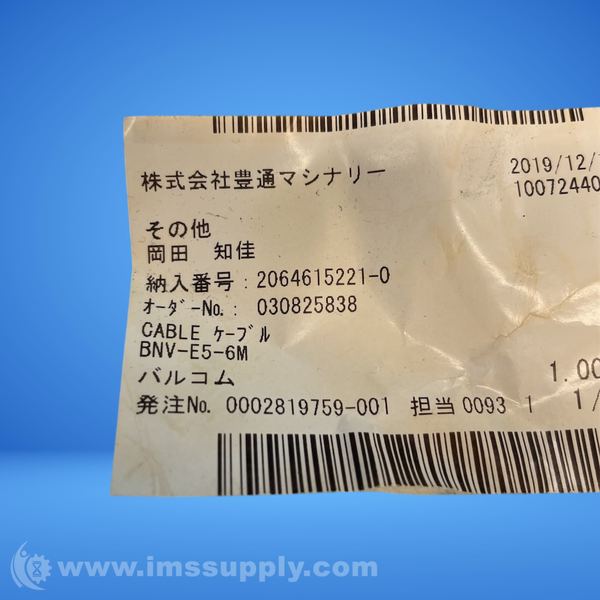 株式会社豊通マシナリー
2019/12/
10072440
その他
岡田 知佳
納入番号：2064615221-0
ｵｰﾀﾞｰNo.： 030825838
CABLE ｹｰﾌﾞﾙ
BNV-E5-6M
バルコム
1.00
発注No. 0002819759-001 担当 0093 1 1/
www.imssupply.com